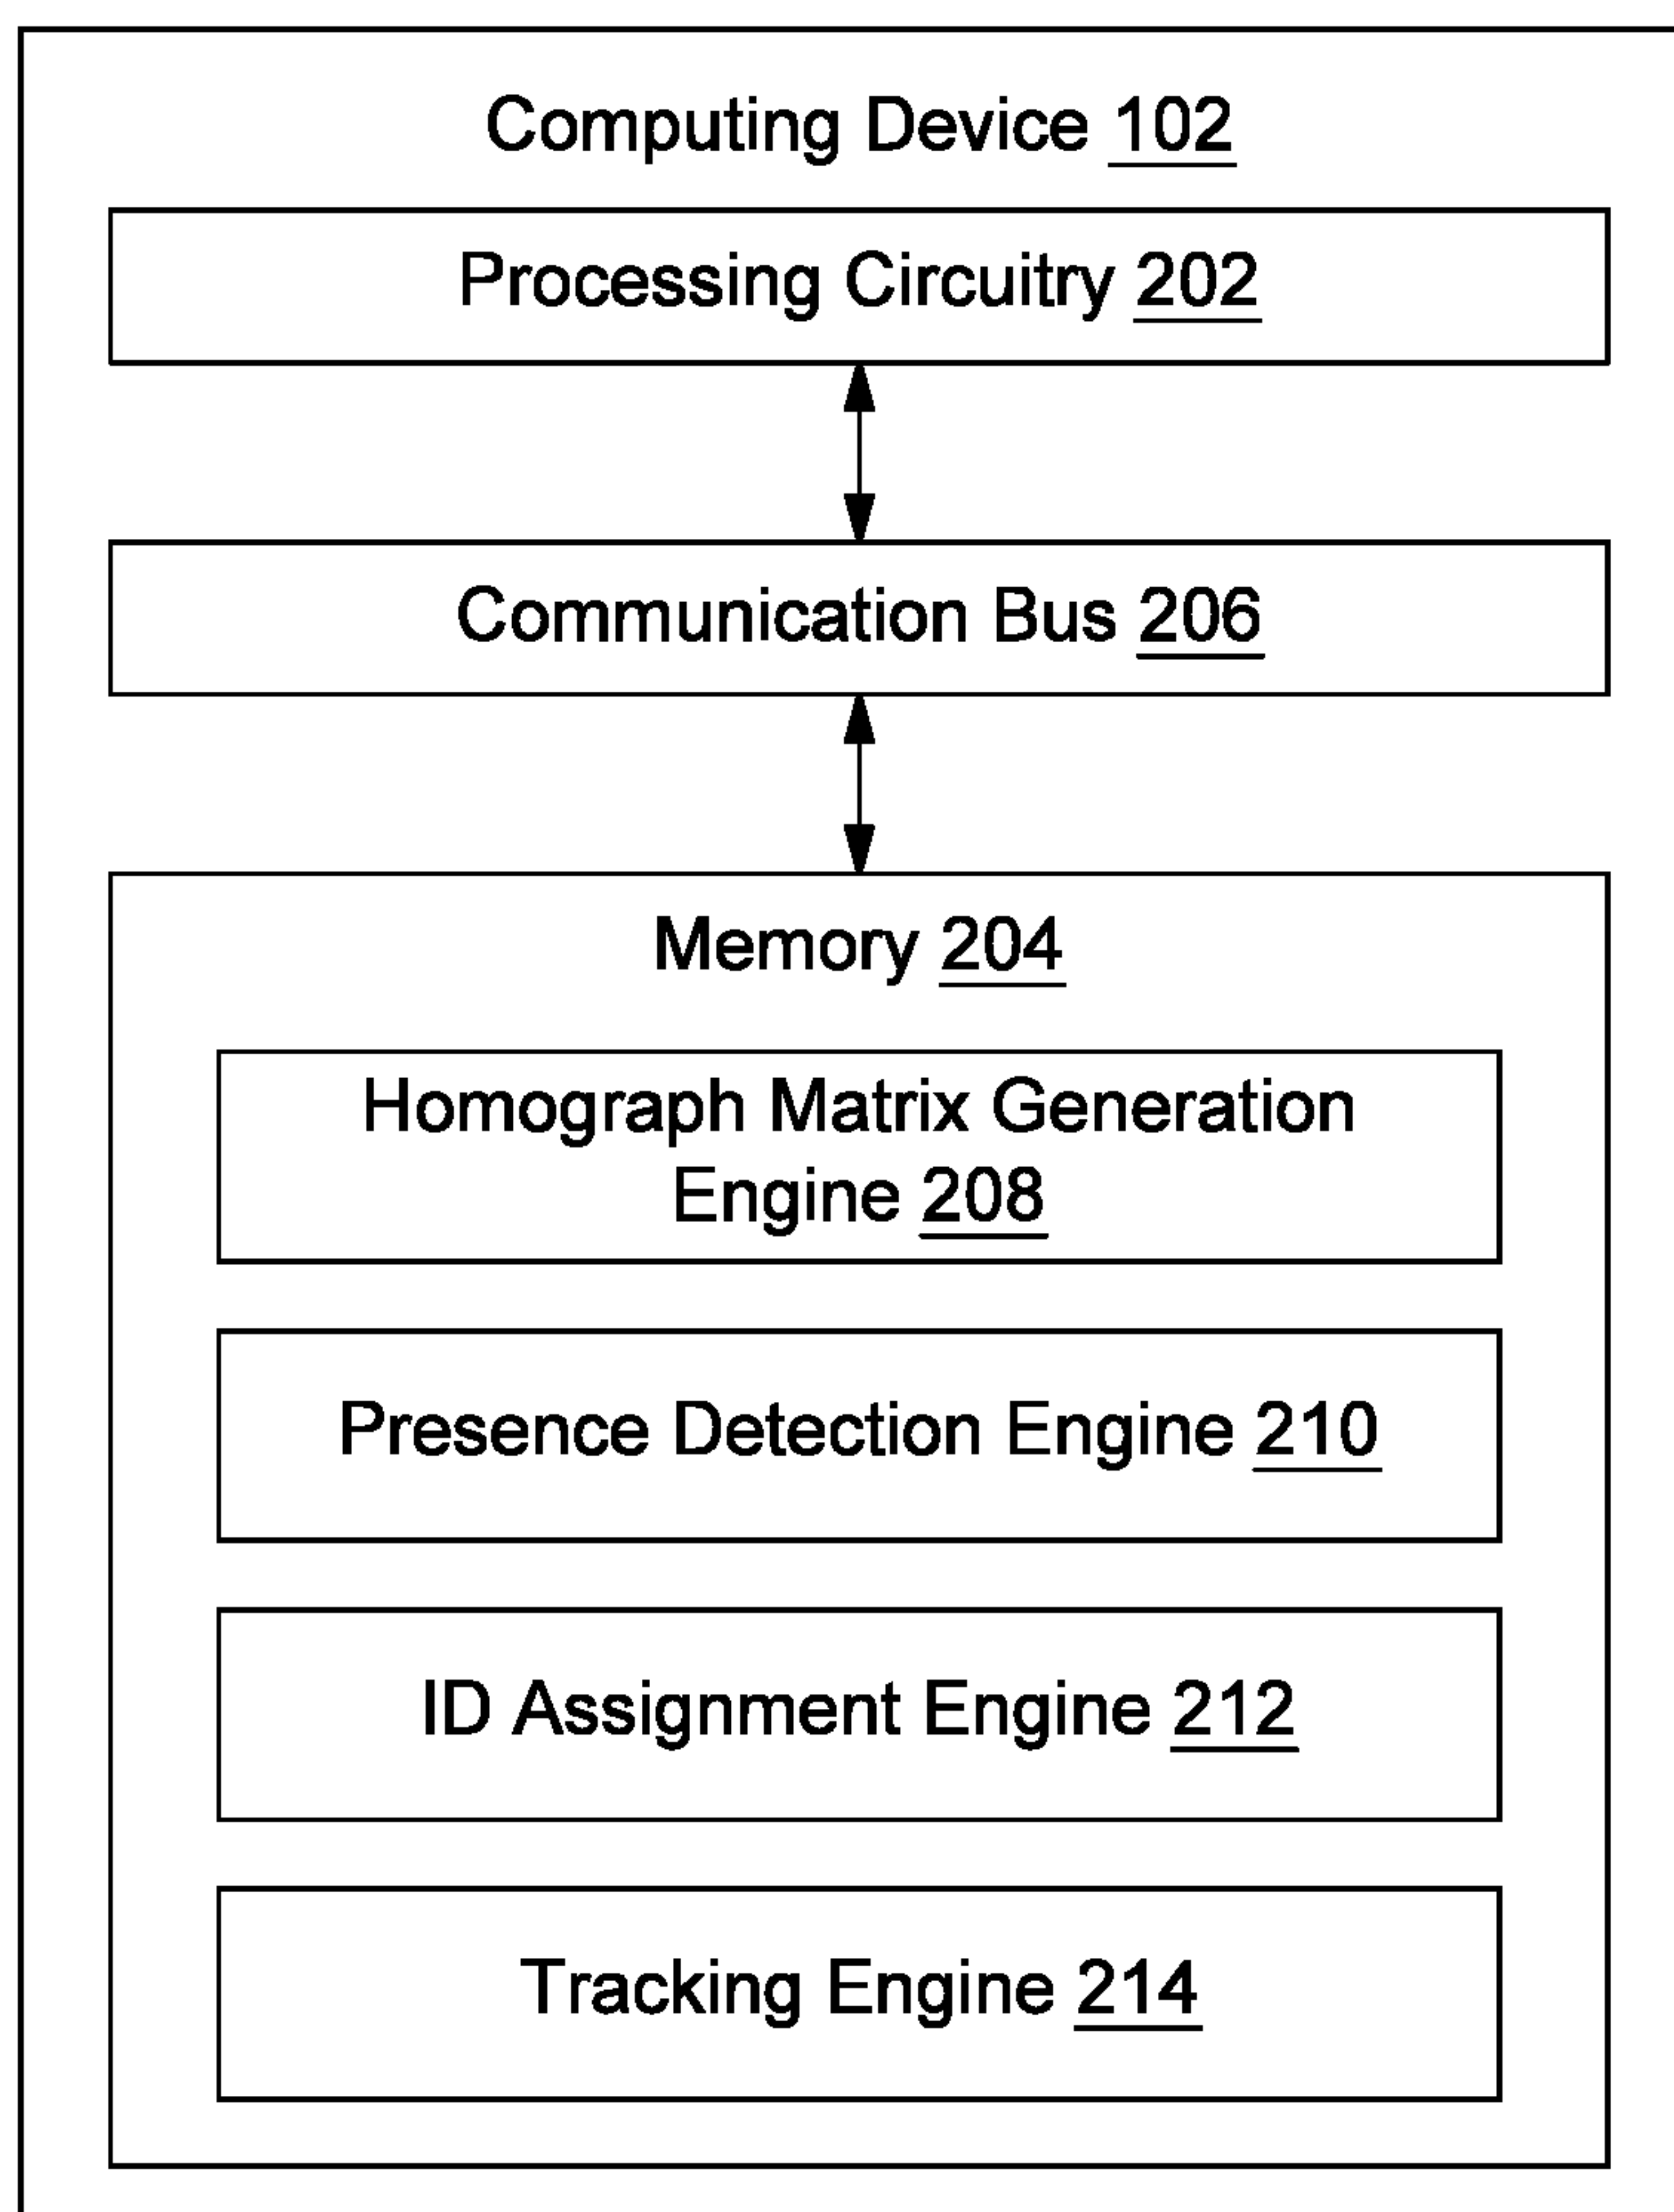 Computing Device 102
Processing Circuitry 202
Communication Bus 206
Memory 204
Homograph Matrix Generation
Engine 208
Presence Detection Engine 210
ID Assignment Engine 212
Tracking Engine 214